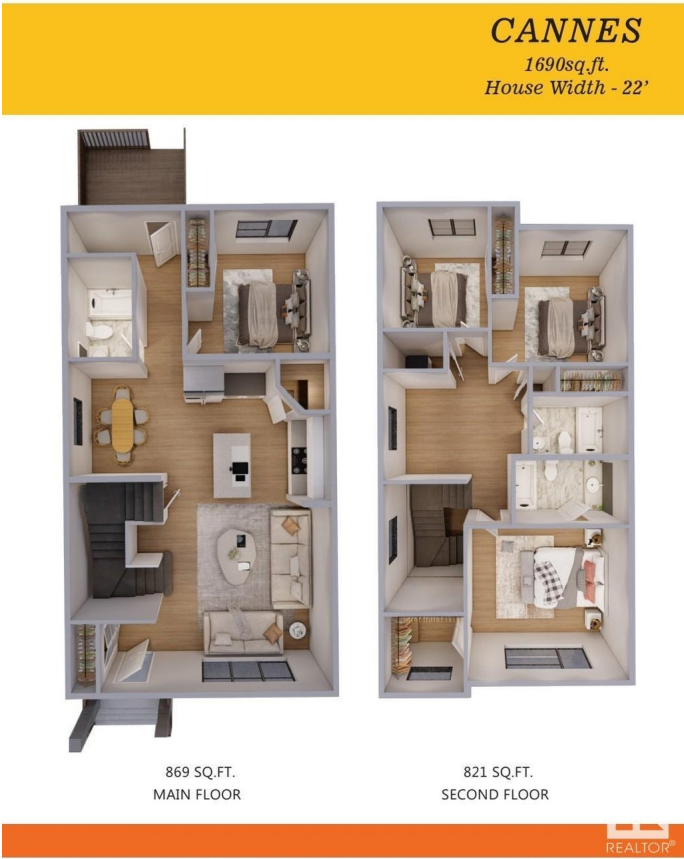 CANNES
1690sq.ft.
House Width - 22'
869 SQ.FT.
MAIN FLOOR
821 SQ.FT.
SECOND FLOOR
REALTOR®